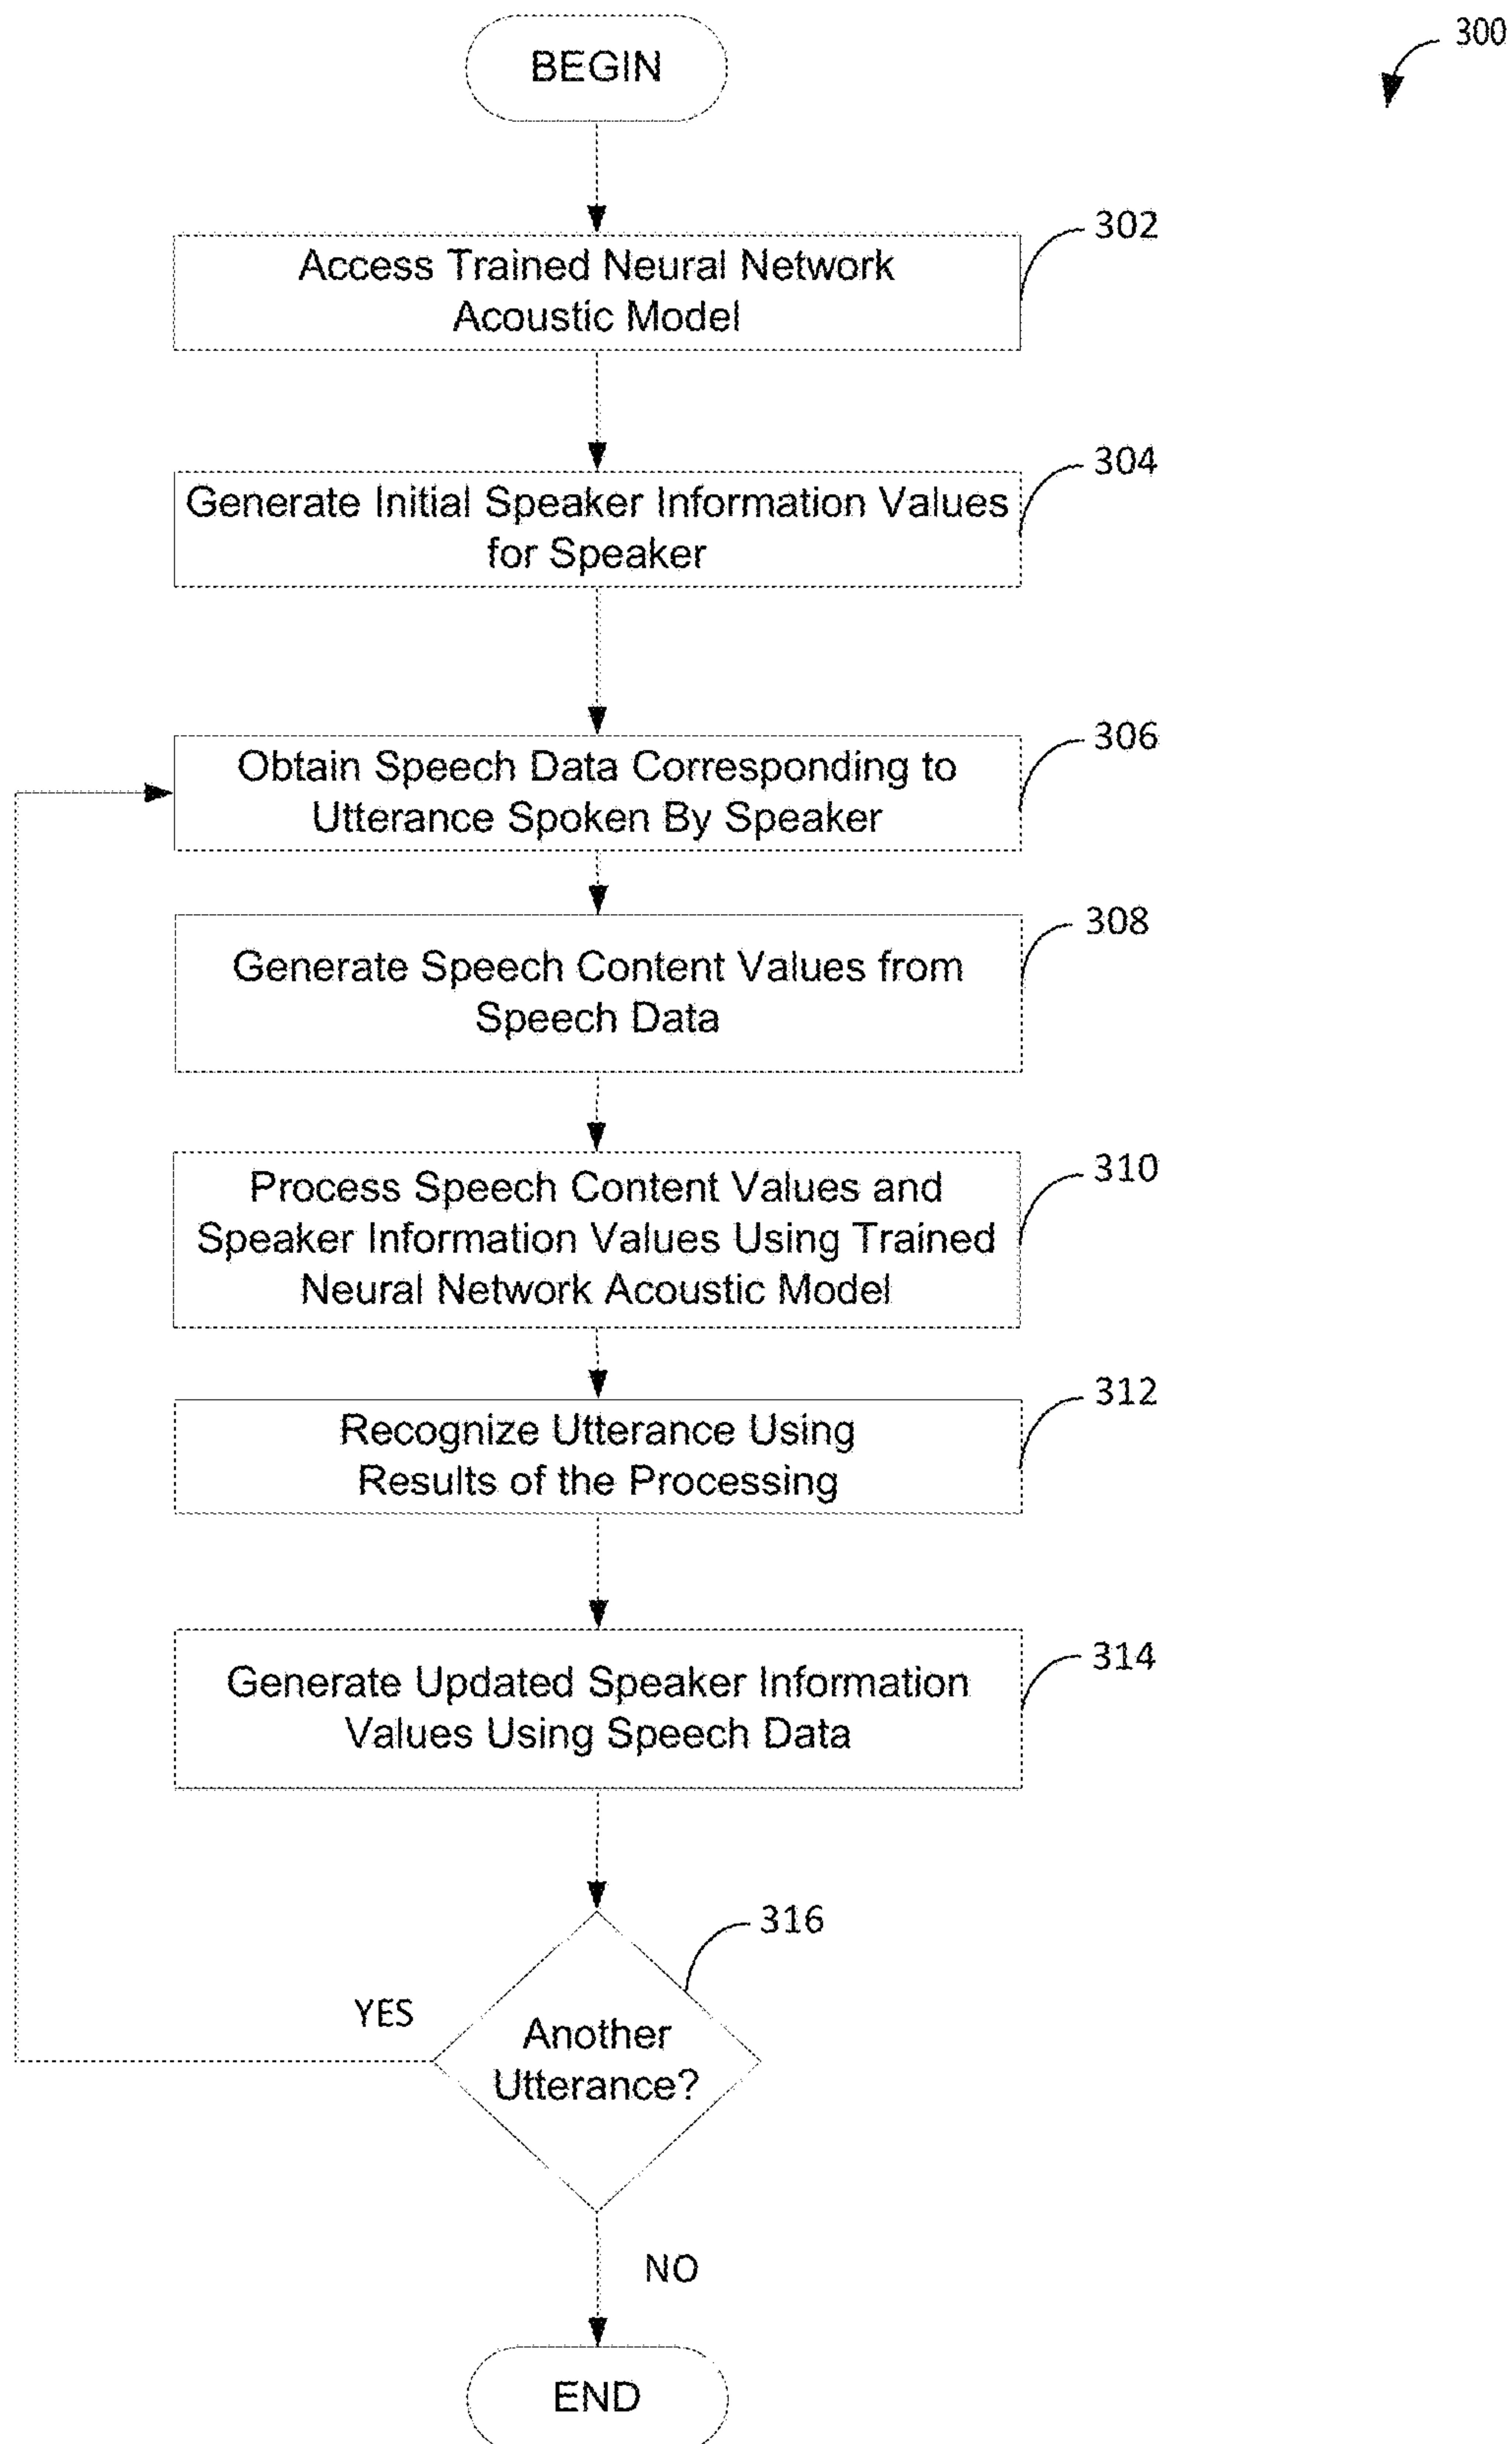 300
BEGIN
302
Access Trained Neural Network
Acoustic Model
304
Generate Initial Speaker Information Values
for Speaker
306
Obtain Speech Data Corresponding to
Utterance Spoken By Speaker
308
Generate Speech Content Values from
Speech Data
310
Process Speech Content Values and
Speaker Information Values Using Trained
Neural Network Acoustic Model
312
Recognize Utterance Using
Results of the Processing
314
Generate Updated Speaker Information
Values Using Speech Data
316
YES
Another
Utterance?
NO
END